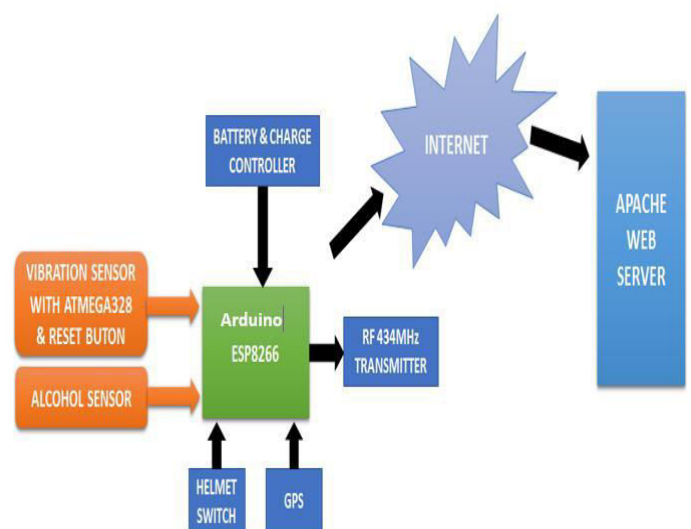 INTERNET
BATTERY & CHARGE
CONTROLLER
APACHE
WEB
SERVER
VIBRATION SENSOR
WITH ATMEGA328
& RESET BUTON
Arduino
ESP8266
RF 434MHz
TRANSMITTER
ALCOHOL SENSOR
HELMET
SWITCH
GPS